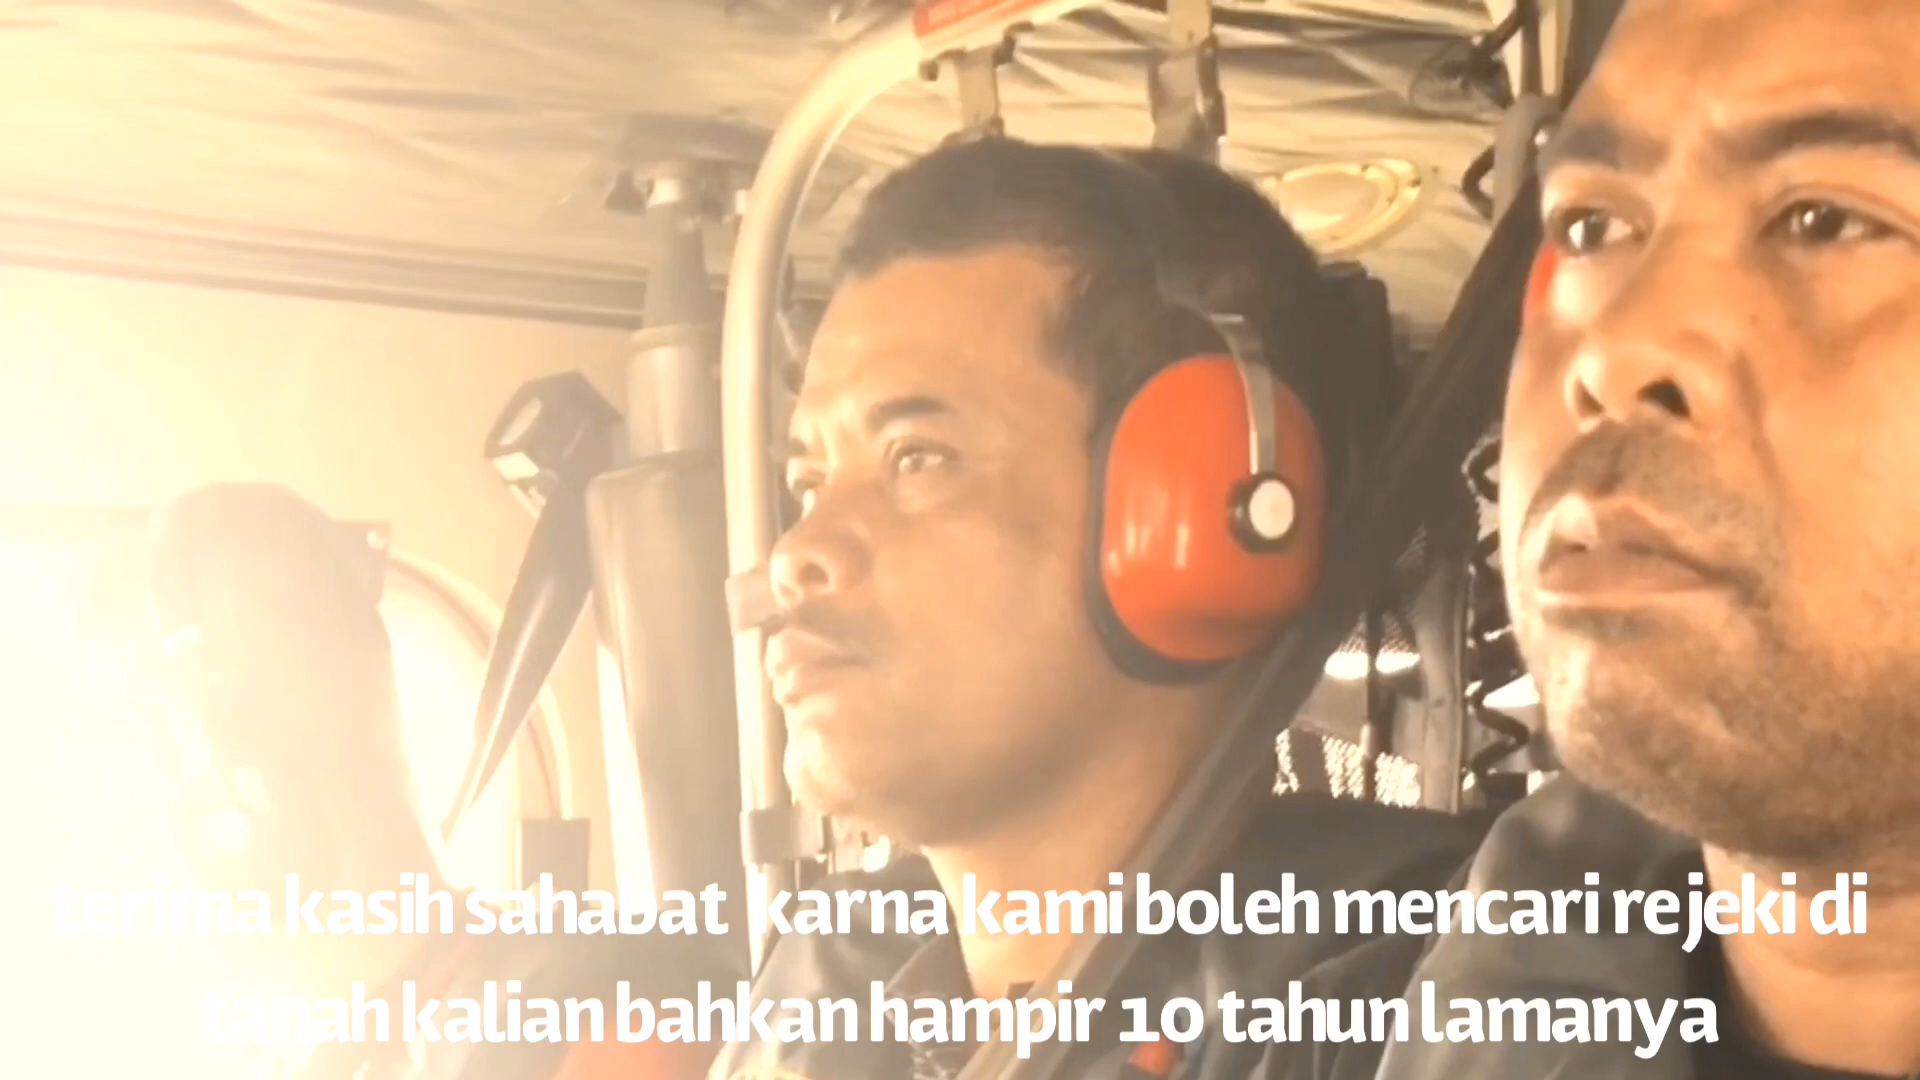 terima kasih sahabat karna kami boleh mencari rejeki di
tanah kalian bahkan hampir 10 tahun lamanya